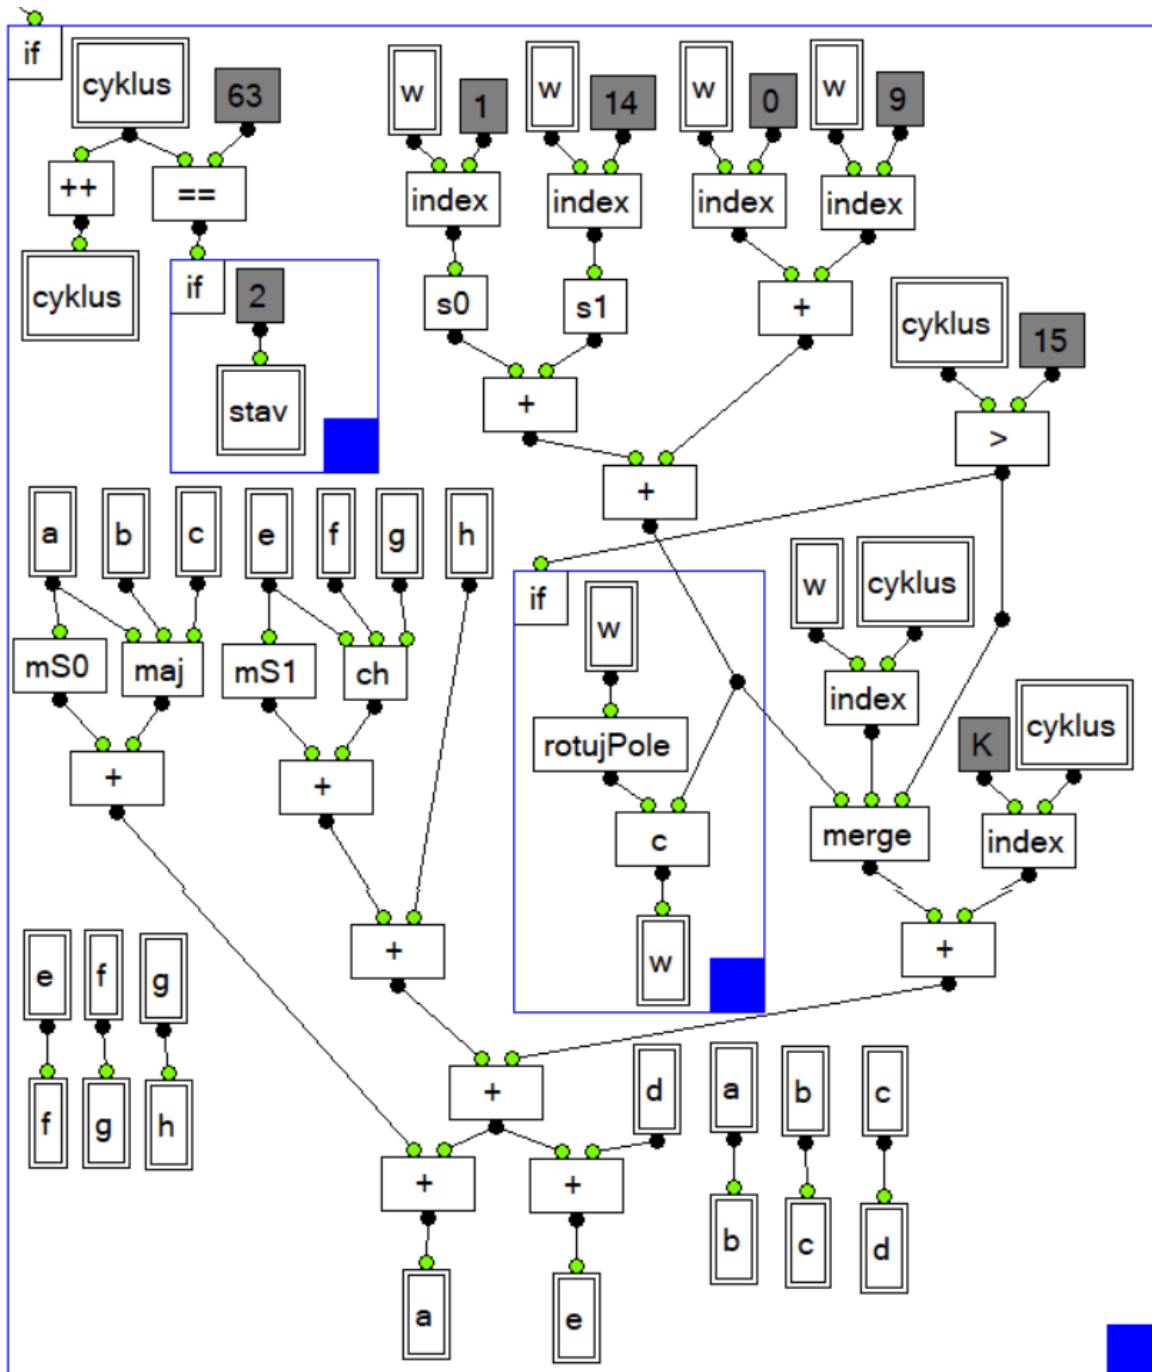 if
cyklus
63
w
1
w
14
w
0
w
9
++
==
index
index
index
index
cyklus
if
2
s0
s1
+
cyklus
15
stav
+
>
+
a
b
c
e
f
g
h
if
w
w
cyklus
mS0
maj
mS1
ch
index
rotujPole
K
cyklus
+
+
c
merge
index
w
+
+
e
f
g
+
d
a
b
c
f
g
h
+
+
b
c
d
a
e